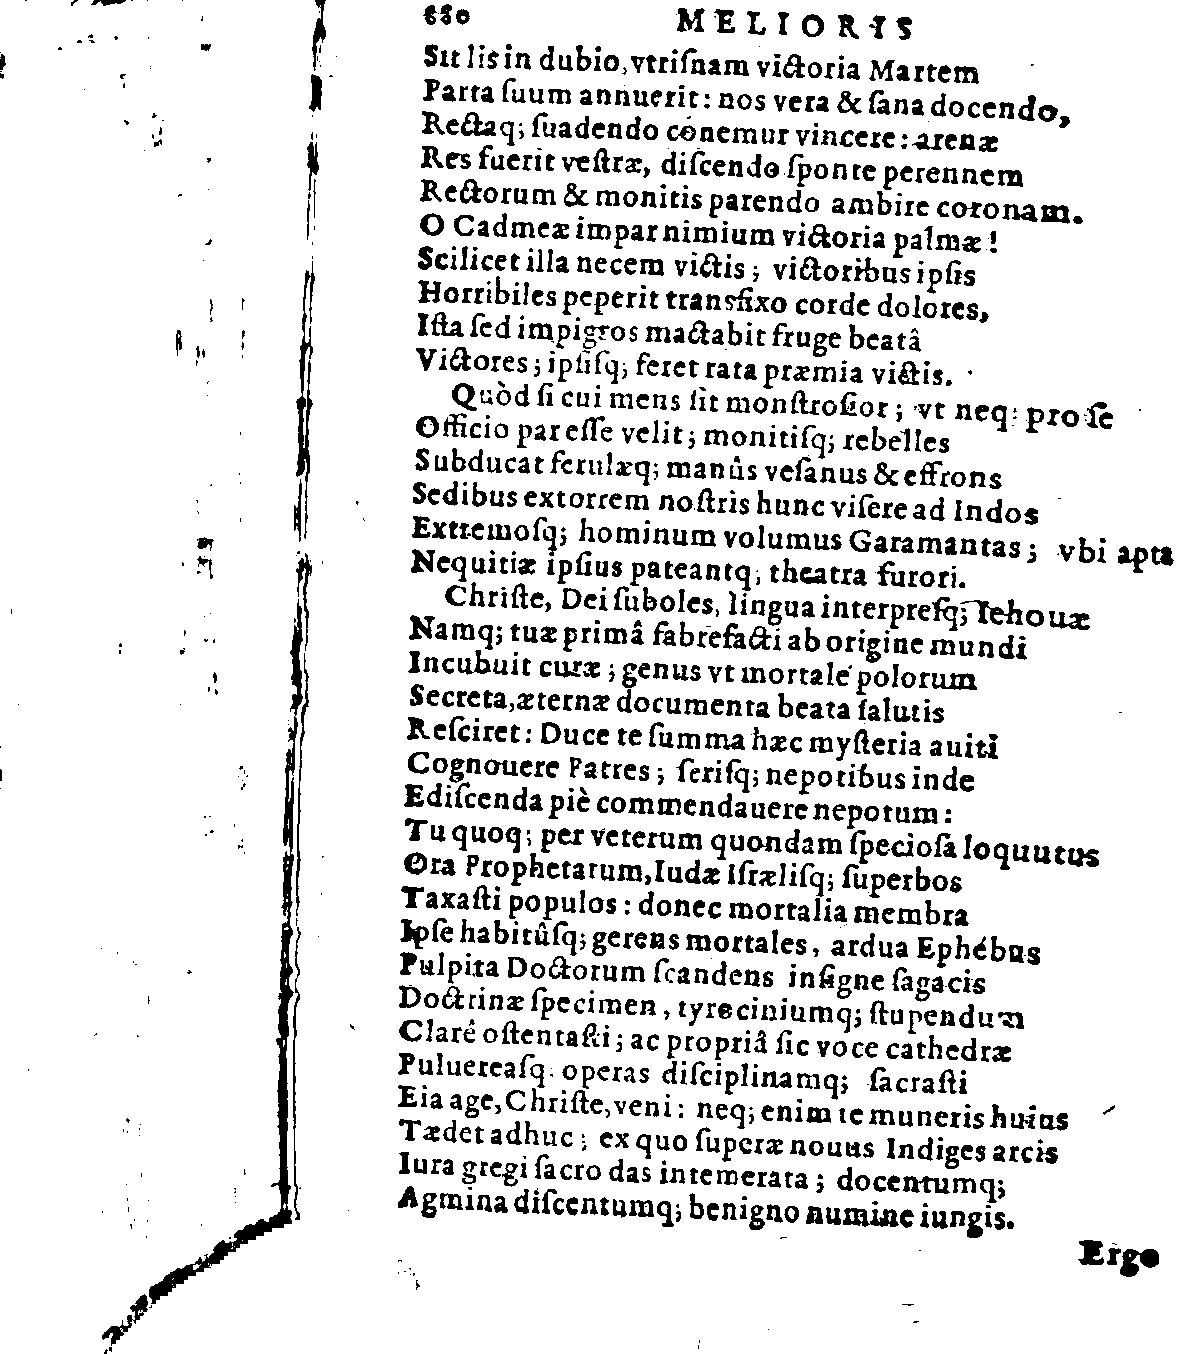 680 MELIORIS
Sit lis in dubio, vtriſnam victoria Martem
Parta ſuum annuerit: nos vera & ſana docendo,
Rectaq; ſuadendo cónemur vincere: arenæ
Res fuerit veſtræ, diſcendo ſponte perennem
Rectorum & monitis parendo ambire coronam.
O Cadmeæ impar nimium victoria palmæ!
Scilicet illa necem victis; victoribus ipſis
Horribiles peperit transfixo corde dolores,
Iſta ſed impigros mactabit fruge beatâ
Victores; ipſiſq; feret rata præmia victis.
Quòd ſi cui mens ſit monſtroſior; vt neq; pro ſe
Officio par eſſe velit; monitiſq; rebelles
Subducat ferulæq; manûs veſanus & effrons
Sedibus extorrem noſtris hunc viſere ad Indos
Extremoſq; hominum volumus Garamantas; vbi apta
Nequitiæ ipſius pateantq; theatra furori.
Chriſte, Dei ſuboles, lingua interpreſq; Iehouæ
Namq; tuæ primâ fabrefacti ab origine mundi
Incubuit curæ; genus vt mortale polorum
Secreta, æternæ documenta beata ſalutis
Reſciret: Duce te ſumma hæc myſteria auiti
Cognouere Patres; ſeriſq; nepotibus inde
Ediſcenda piè commendauere nepotum:
Tu quoq; per veterum quondam ſpecioſa loquutus
Ora Prophetarum, Iudæ Iſræliſq; ſuperbos
Taxaſti populos: donec mortalia membra
Ipſe habitûſq; gerens mortales, ardua Ephébus
Pulpita Doctorum ſcandens inſigne ſagacis
Doctrinæ ſpecimen, tyrociniumq; ſtupendum
Clarè oſtentaſti; ac propriâ ſic voce cathedræ
Puluereaſq. operas diſciplinamq; ſacraſti
Eia age, Chriſte, veni: neq; enim te muneris huius
Tædet adhuc; ex quo ſuperæ nouus Indiges arcis
Iura gregi ſacro das intemerata; docentumq;
Agmina diſcentumq; benigno numine iungis.
Ergo